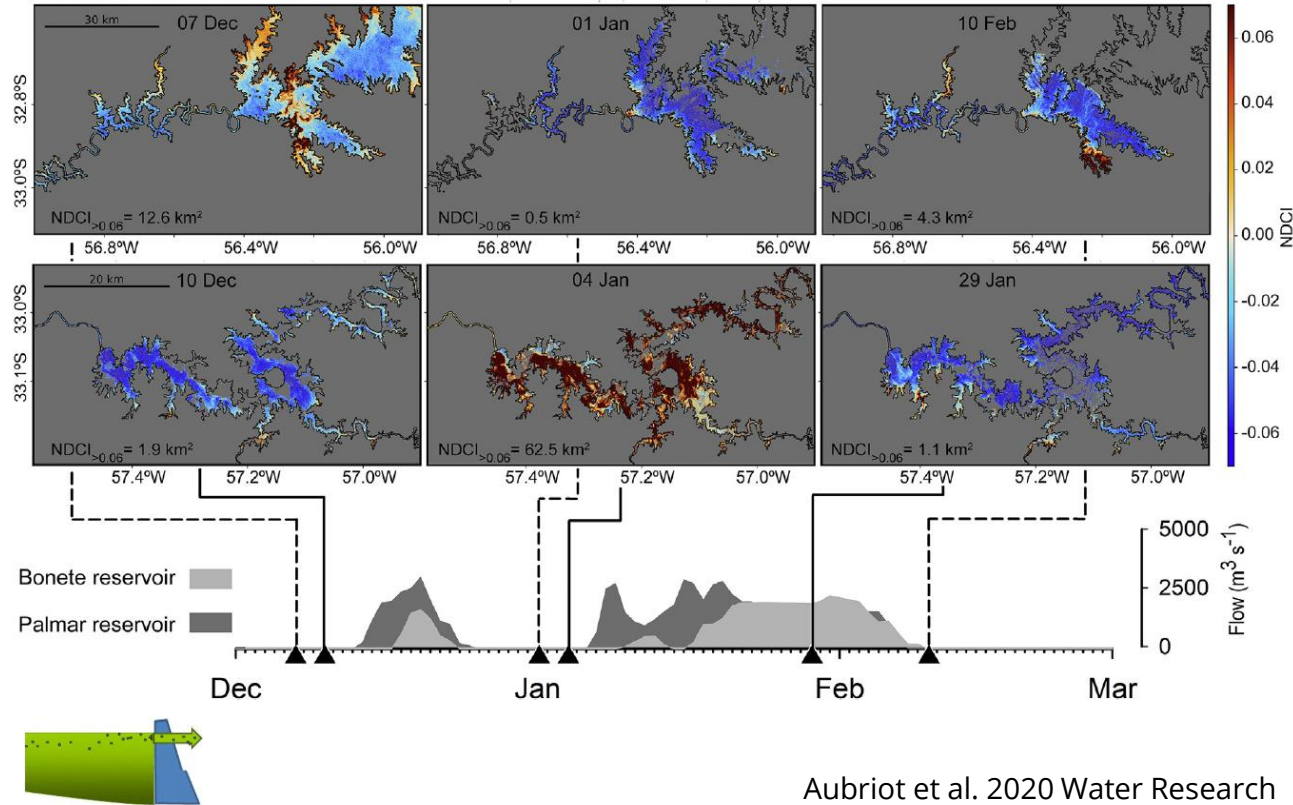 30 km
07 Dec
01 Jan
10 Feb
32.8°S
33.0°S
NDCI>0.06= 12.6 km²
NDCI>0.06= 0.5 km²
NDCI>0.06= 4.3 km²
56.8°W 56.4°W 56.0°W
56.8°W 56.4°W 56.0°W
56.8°W 56.4°W 56.0°W
0.06
0.04
0.02
0.00
-0.02
-0.04
-0.06
NDCI
20 km
10 Dec
04 Jan
29 Jan
33.0°S
33.1°S
NDCI>0.06= 1.9 km²
NDCI>0.06= 62.5 km²
NDCI>0.06= 1.1 km²
57.4°W 57.2°W 57.0°W
57.4°W 57.2°W 57.0°W
57.4°W 57.2°W 57.0°W
Bonete reservoir
Palmar reservoir
5000
2500
0
Flow (m³ s⁻¹)
Dec Jan Feb Mar
Aubriot et al. 2020 Water Research